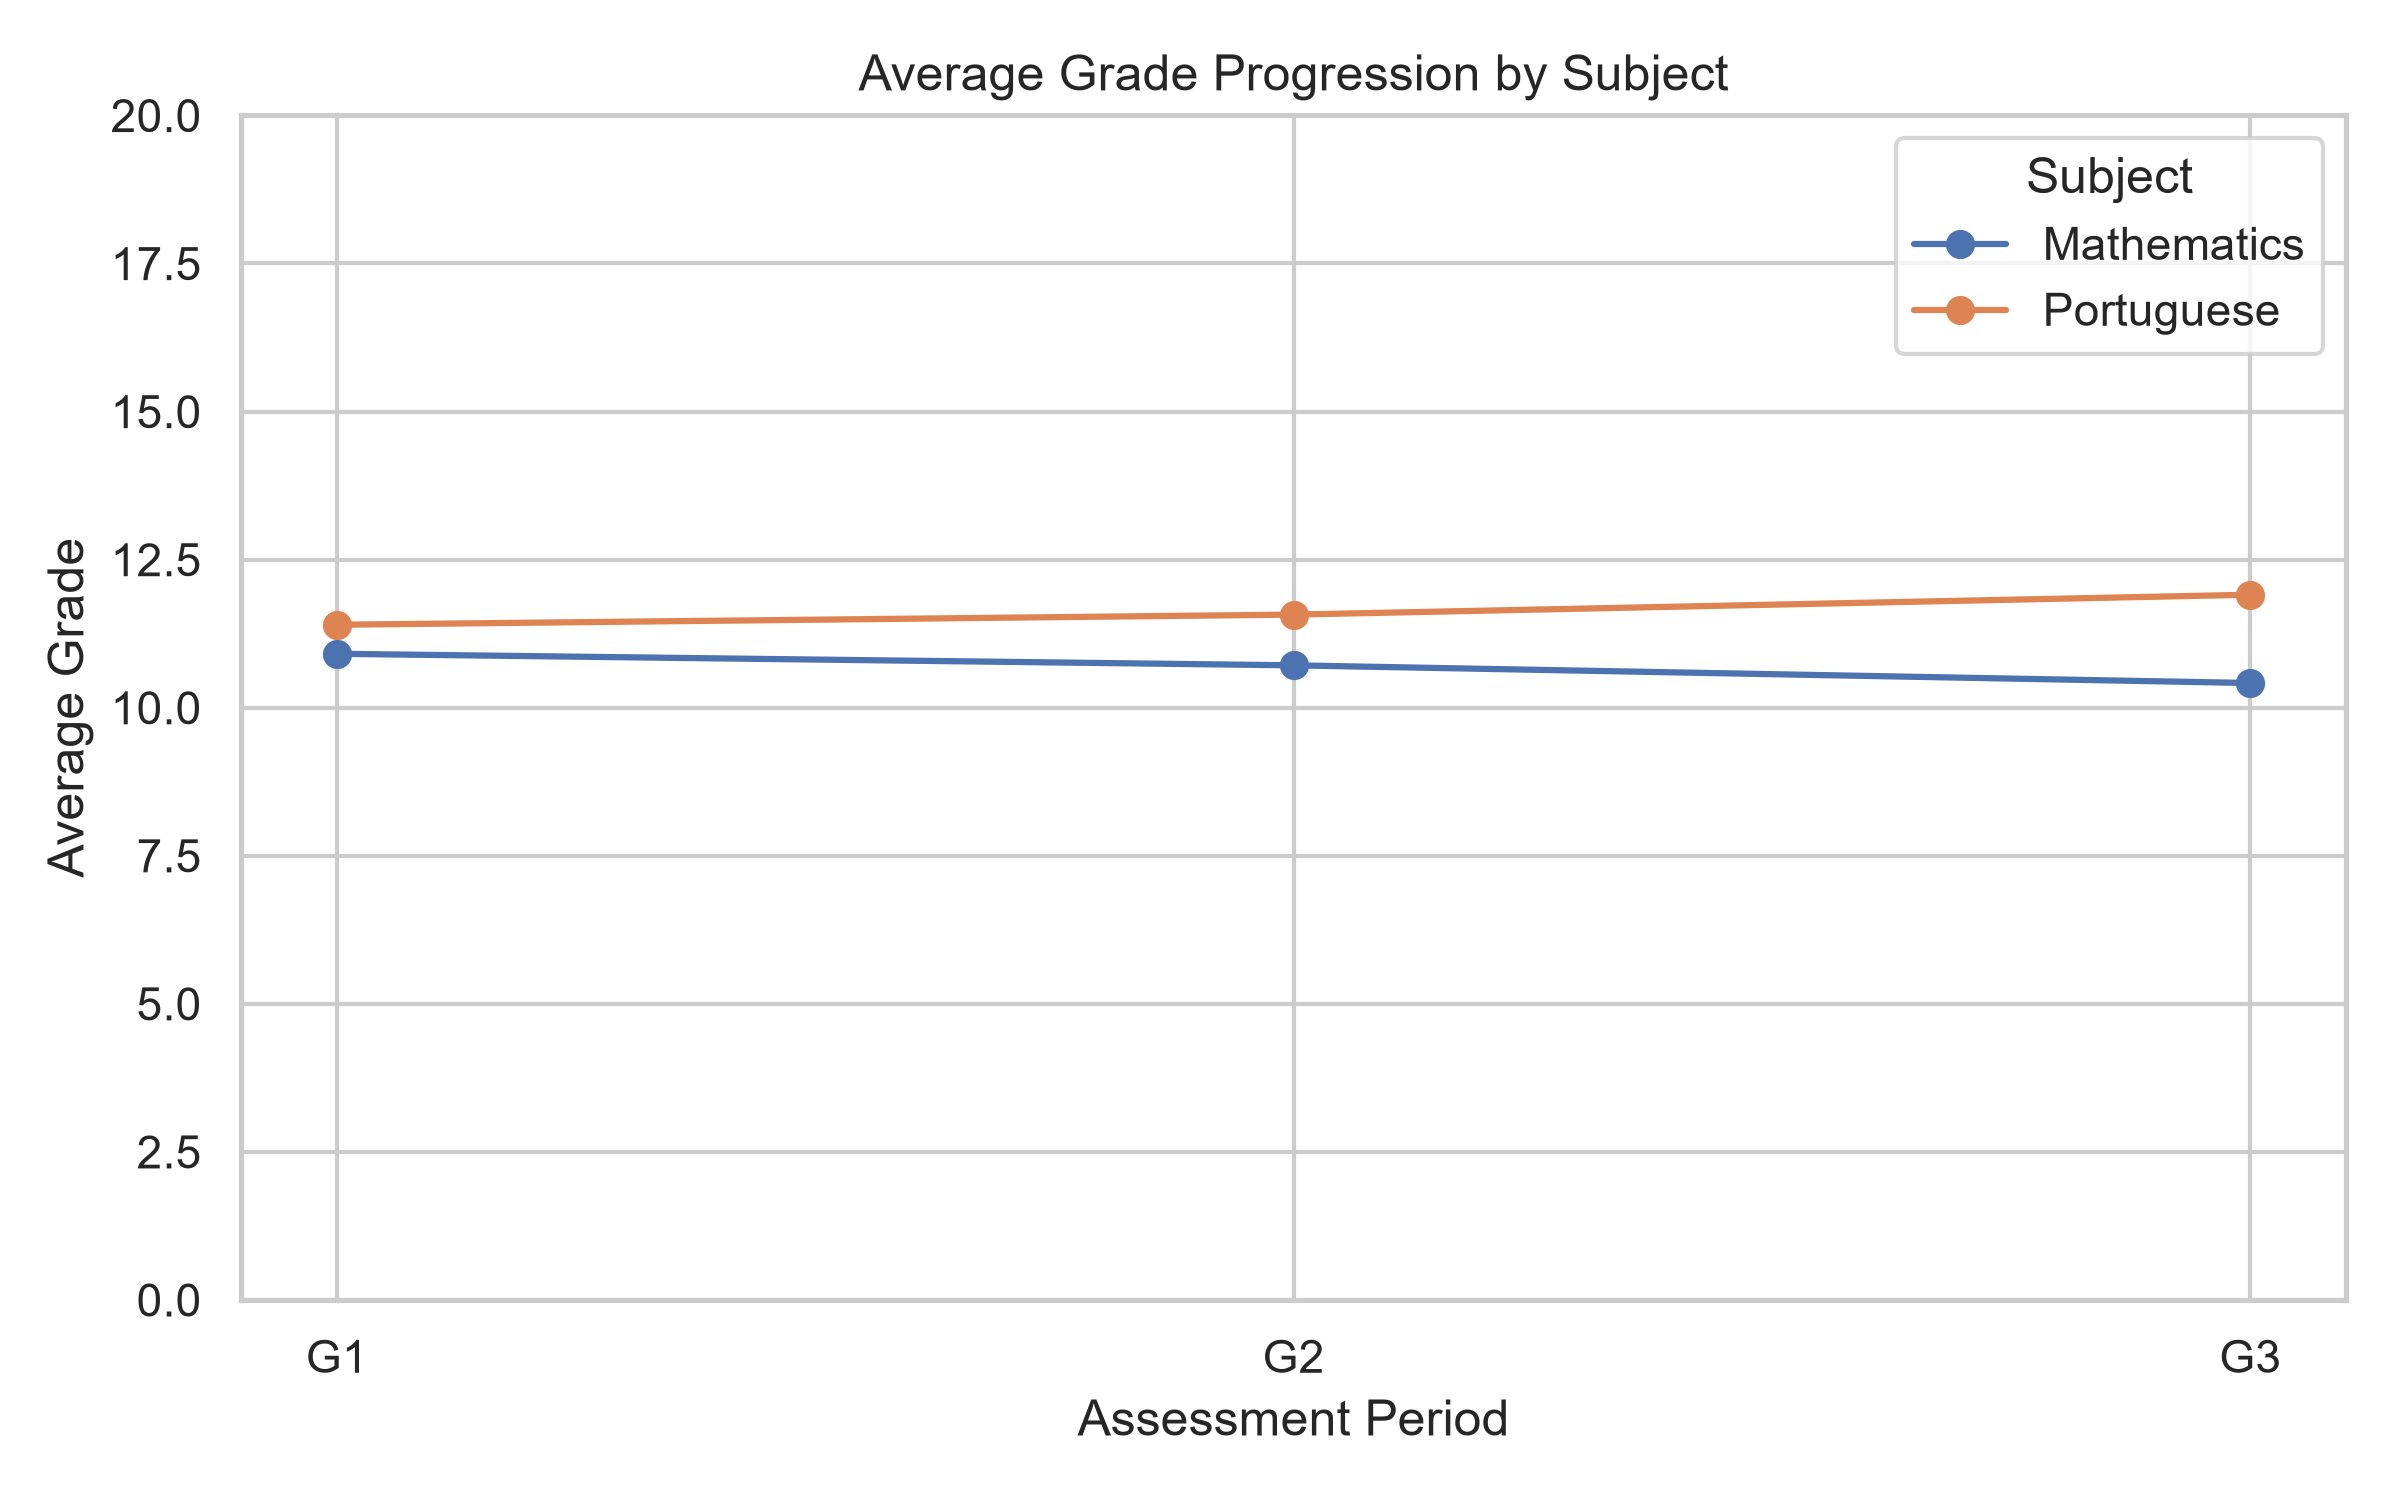 Average Grade Progression by Subject
20.0
17.5
15.0
12.5
10.0
7.5
5.0
2.5
0.0
Average Grade
Subject
Mathematics
Portuguese
G1
G2
G3
Assessment Period